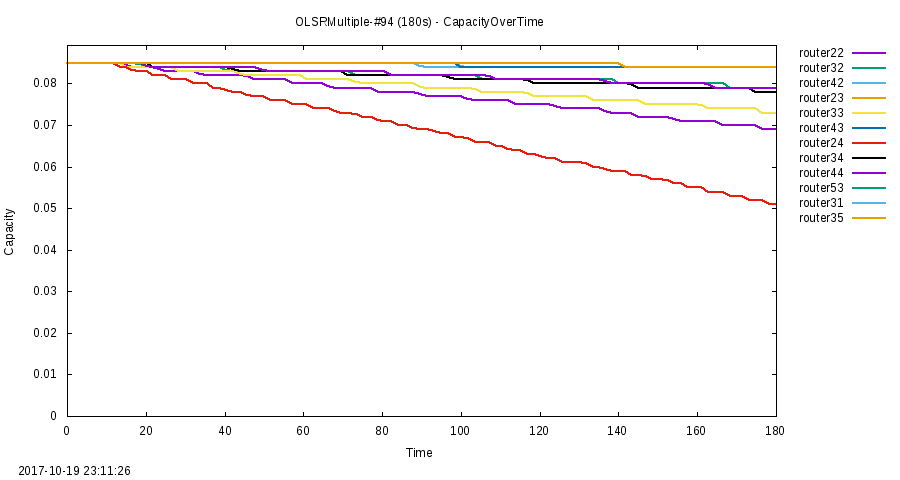 OLSRMultiple-#94 (180s) - CapacityOverTime
router22
router32
router42
router23
router33
router43
router24
router34
router44
router53
router31
router35
Capacity
0.08
0.07
0.06
0.05
0.04
0.03
0.02
0.01
0
0 20 40 60 80 100 120 140 160 180
Time
2017-10-19 23:11:26